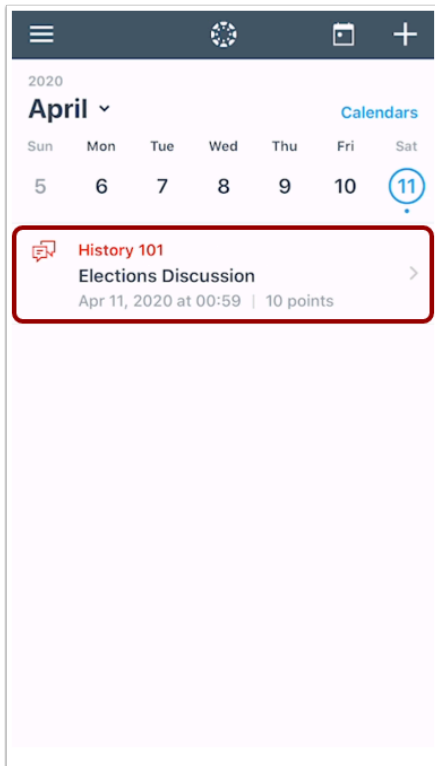 2020
April
Calendars
Sun Mon Tue Wed Thu Fri Sat
5 6 7 8 9 10 11
History 101
Elections Discussion
Apr 11, 2020 at 00:59 | 10 points